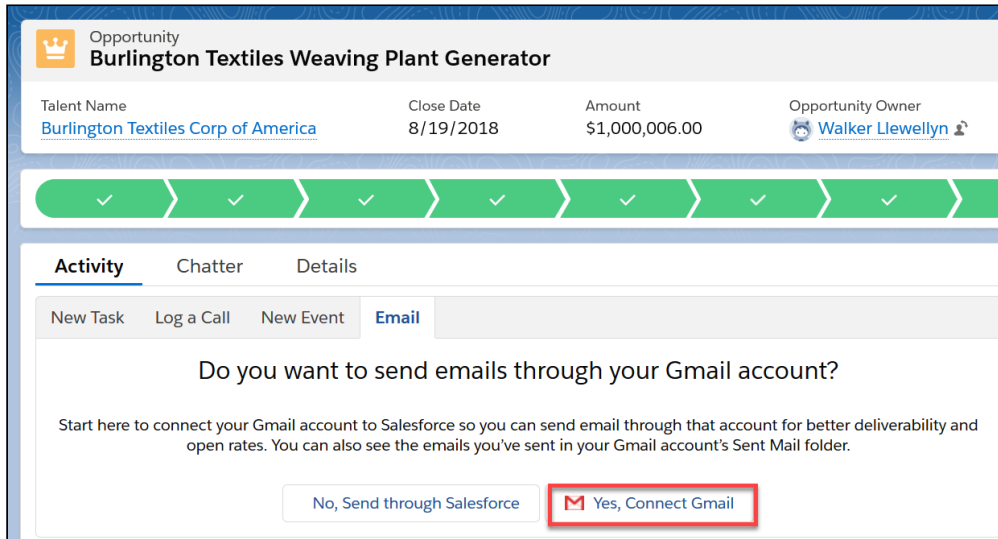 Opportunity
Burlington Textiles Weaving Plant Generator
Talent Name
Close Date
Amount
Opportunity Owner
Burlington Textiles Corp of America
8/19/2018
$1,000,006.00
Walker Llewellyn
Activity
Chatter
Details
New Task
Log a Call
New Event
Email
Do you want to send emails through your Gmail account?
Start here to connect your Gmail account to Salesforce so you can send email through that account for better deliverability and
open rates. You can also see the emails you’ve sent in your Gmail account’s Sent Mail folder.
No, Send through Salesforce
Yes, Connect Gmail